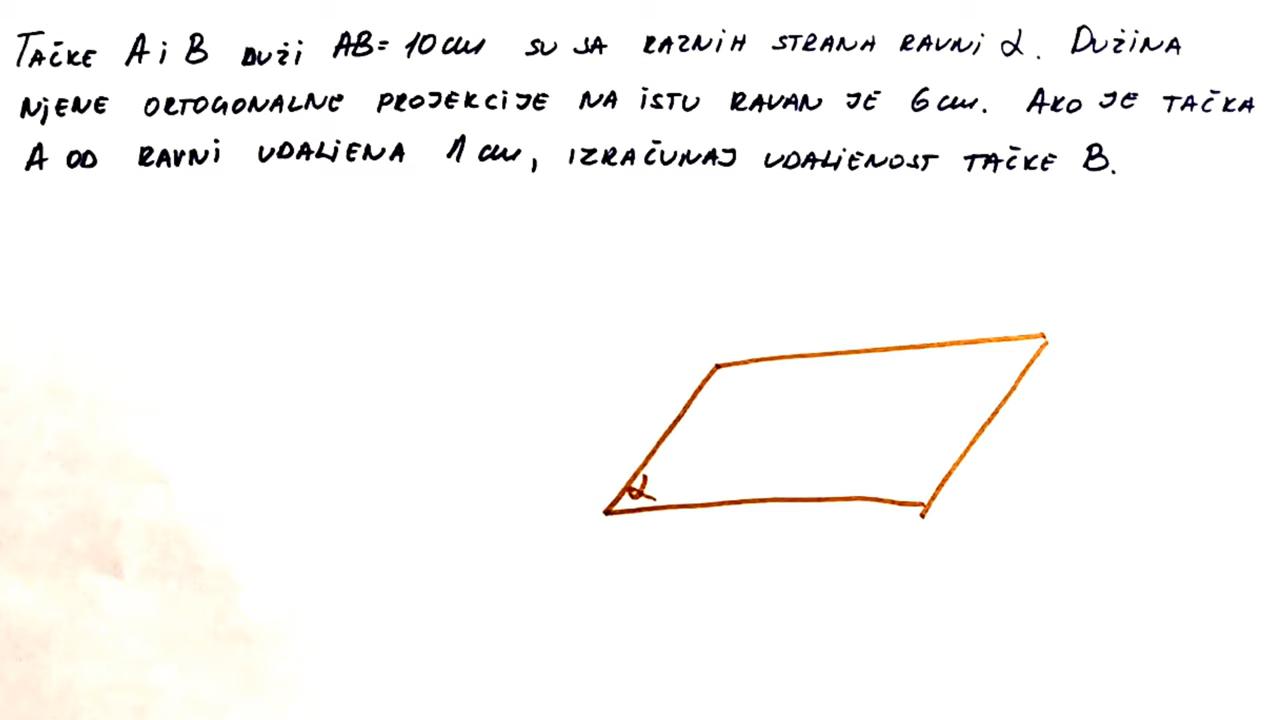 TAČKE A i B DUŽI AB = 10 cm SU SA RAZNIH STRANA RAVNI α. DUŽINA
NJENE ORTOGONALNE PROJEKCIJE NA ISTU RAVAN JE 6 cm. AKO JE TAČKA
A OD RAVNI UDALJENA 1 cm, IZRAČUNAJ UDALJENOST TAČKE B.
α